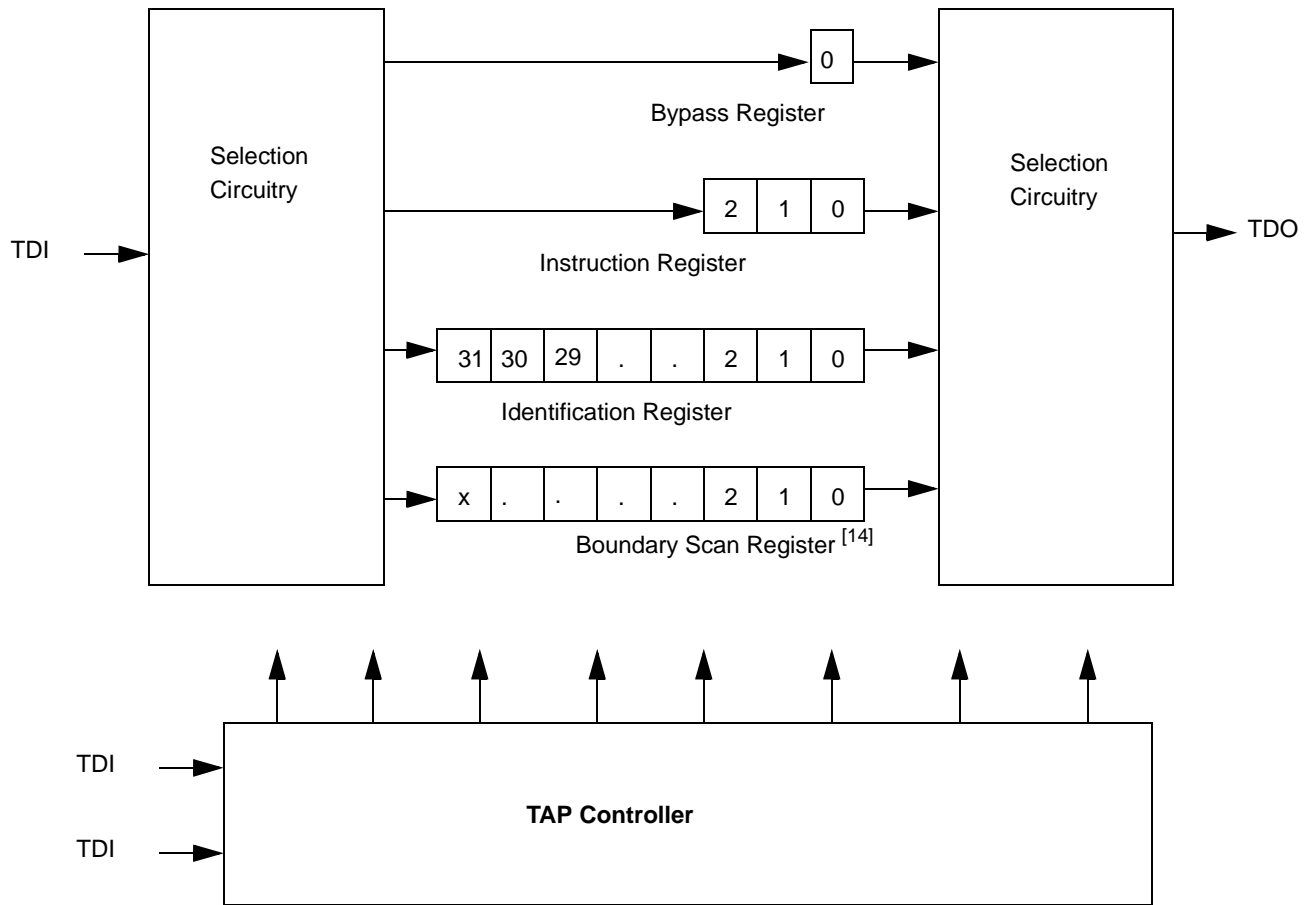 0
Bypass Register
Selection
Circuitry
Selection
Circuitry
2 1 0
TDI
TDO
Instruction Register
31 30 29 . . 2 1 0
Identification Register
x . . . . 2 1 0
Boundary Scan Register [14]
TDI
TAP Controller
TDI